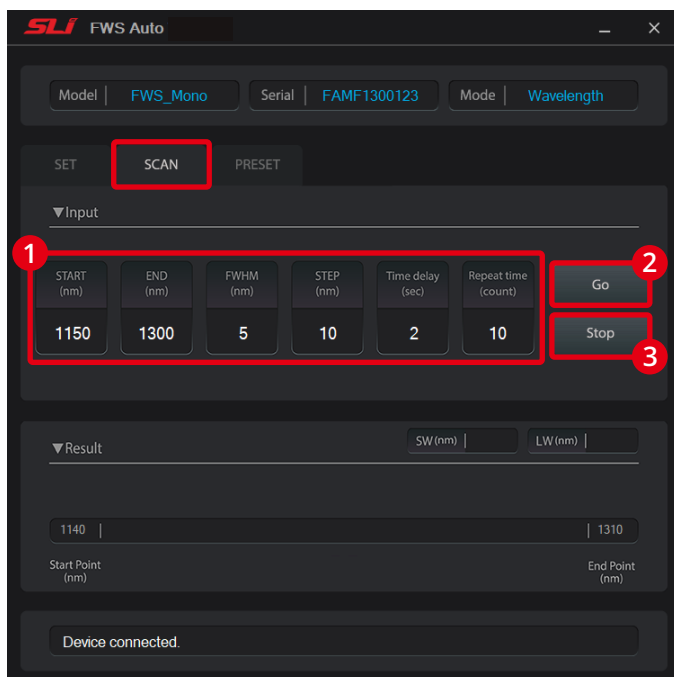 SLI FWS Auto
Model | FWS_Mono Serial | FAMF1300123 Mode | Wavelength
SET SCAN PRESET
▼Input
1
2
START (nm) END (nm) FWHM (nm) STEP (nm) Time delay (sec) Repeat time (count)
Go
1150 1300 5 10 2 10
Stop
3
▼Result SW(nm) | LW(nm) |
1140 | | 1310
Start Point (nm) End Point (nm)
Device connected.